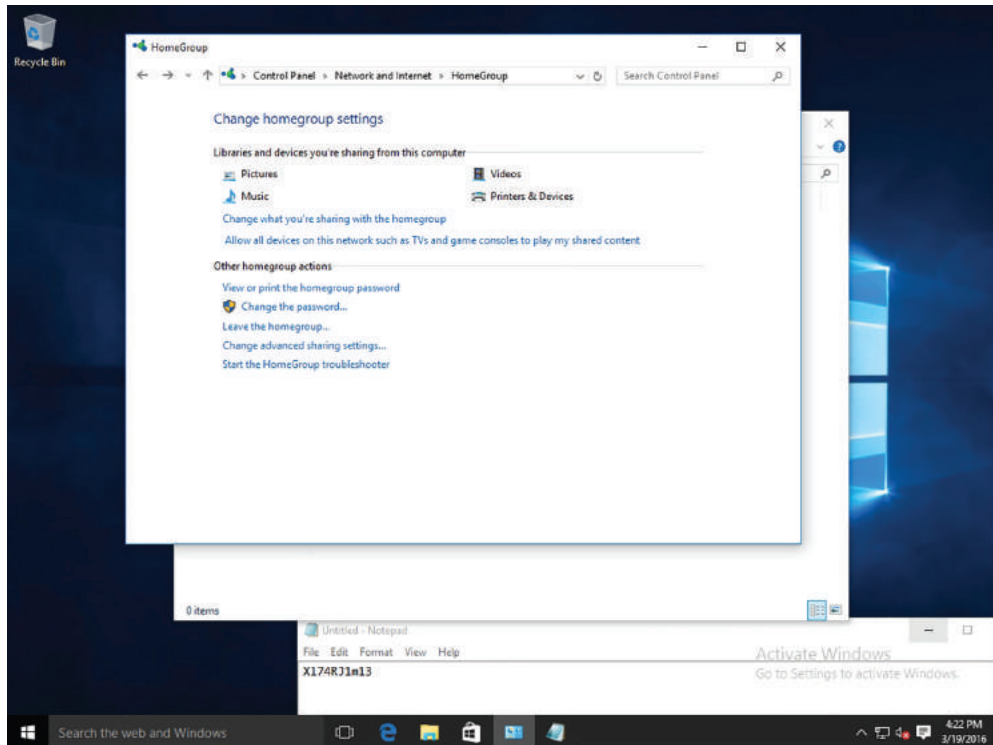 Recycle Bin
HomeGroup
Control Panel > Network and Internet > HomeGroup
Search Control Panel
Change homegroup settings
Libraries and devices you're sharing from this computer
Pictures
Videos
Music
Printers & Devices
Change what you're sharing with the homegroup
Allow all devices on this network such as TVs and game consoles to play my shared content
Other homegroup actions
View or print the homegroup password
Change the password...
Leave the homegroup...
Change advanced sharing settings...
Start the HomeGroup troubleshooter
0 items
Untitled - Notepad
File Edit Format View Help
X174RJ1m13
Activate Windows
Go to Settings to activate Windows.
Search the web and Windows
4:22 PM
3/19/2016